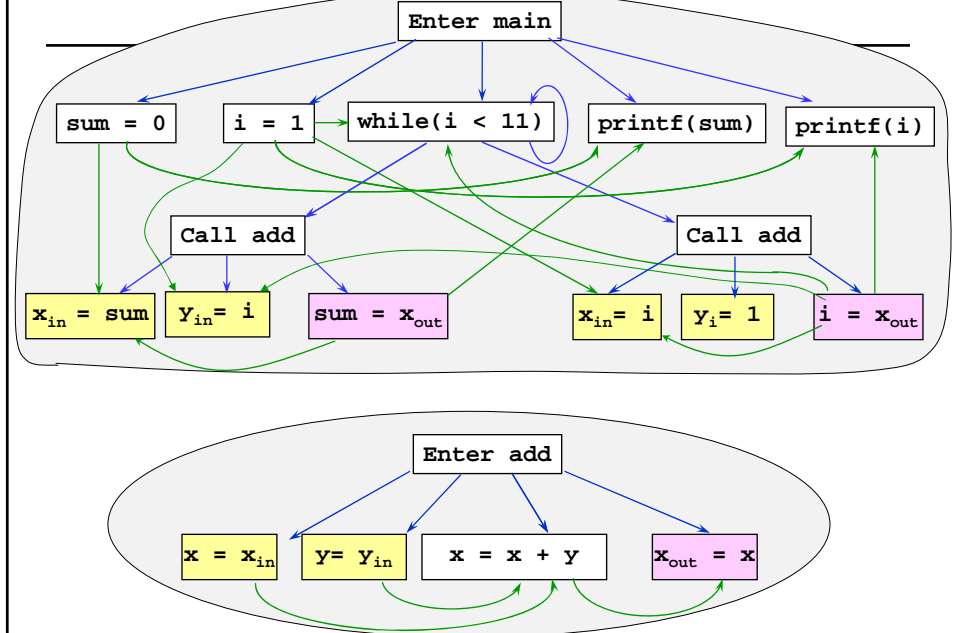 Enter main
sum = 0
i = 1
while(i < 11)
printf(sum)
printf(i)
Call add
Call add
xin = sum
yin= i
sum = xout
xin= i
yi= 1
i = xout
Enter add
x = xin
y= yin
x = x + y
xout = x